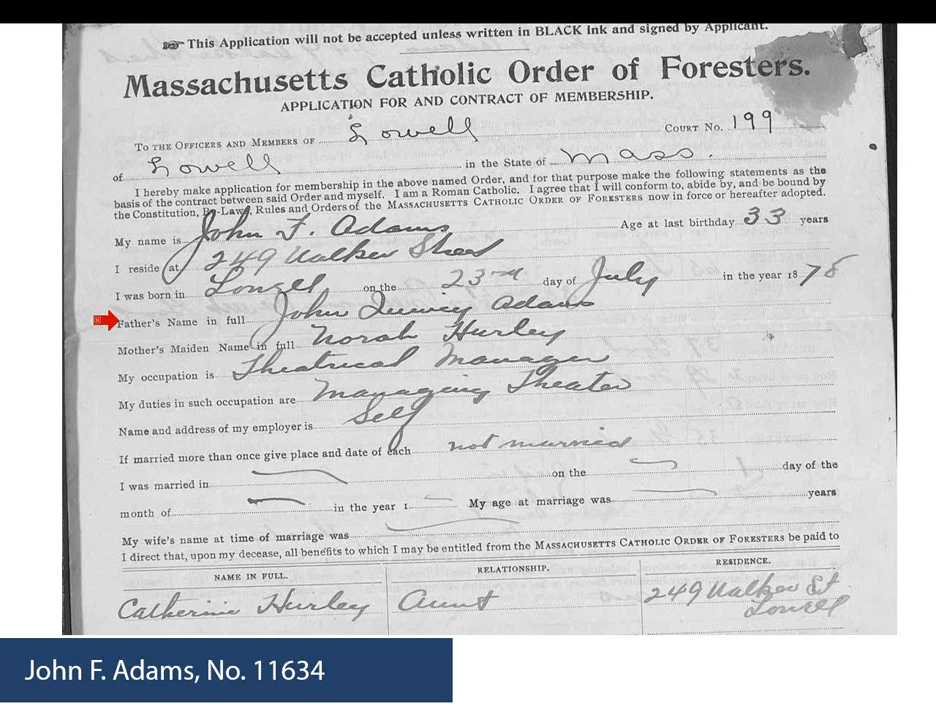 ☞ This Application will not be accepted unless written in BLACK Ink and signed by Applicant.
Massachusetts Catholic Order of Foresters.
APPLICATION FOR AND CONTRACT OF MEMBERSHIP.
TO THE OFFICERS AND MEMBERS OF Lowell COURT NO. 199
of Lowell in the State of Mass.
I hereby make application for membership in the above named Order, and for that purpose make the following statements as the
basis of the contract between said Order and myself. I am a Roman Catholic. I agree that I will conform to, abide by, and be bound by
the Constitution, By-Laws, Rules and Orders of the MASSACHUSETTS CATHOLIC ORDER OF FORESTERS now in force or hereafter adopted.
My name is John F. Adams Age at last birthday 33 years
I reside at 249 Walker Street
I was born in Lowell on the 23rd day of July in the year 1878
Father's Name in full John Quincy Adams
Mother's Maiden Name in full Norah Hurley
My occupation is Theatrical Manager
My duties in such occupation are Managing Theater
Name and address of my employer is Self
If married more than once give place and date of each not married
I was married in on the day of the
month of in the year 1 My age at marriage was years
My wife's name at time of marriage was
I direct that, upon my decease, all benefits to which I may be entitled from the MASSACHUSETTS CATHOLIC ORDER OF FORESTERS be paid to
NAME IN FULL. RELATIONSHIP. RESIDENCE.
Catherine Hurley Aunt 249 Walker St
Lowell
John F. Adams, No. 11634